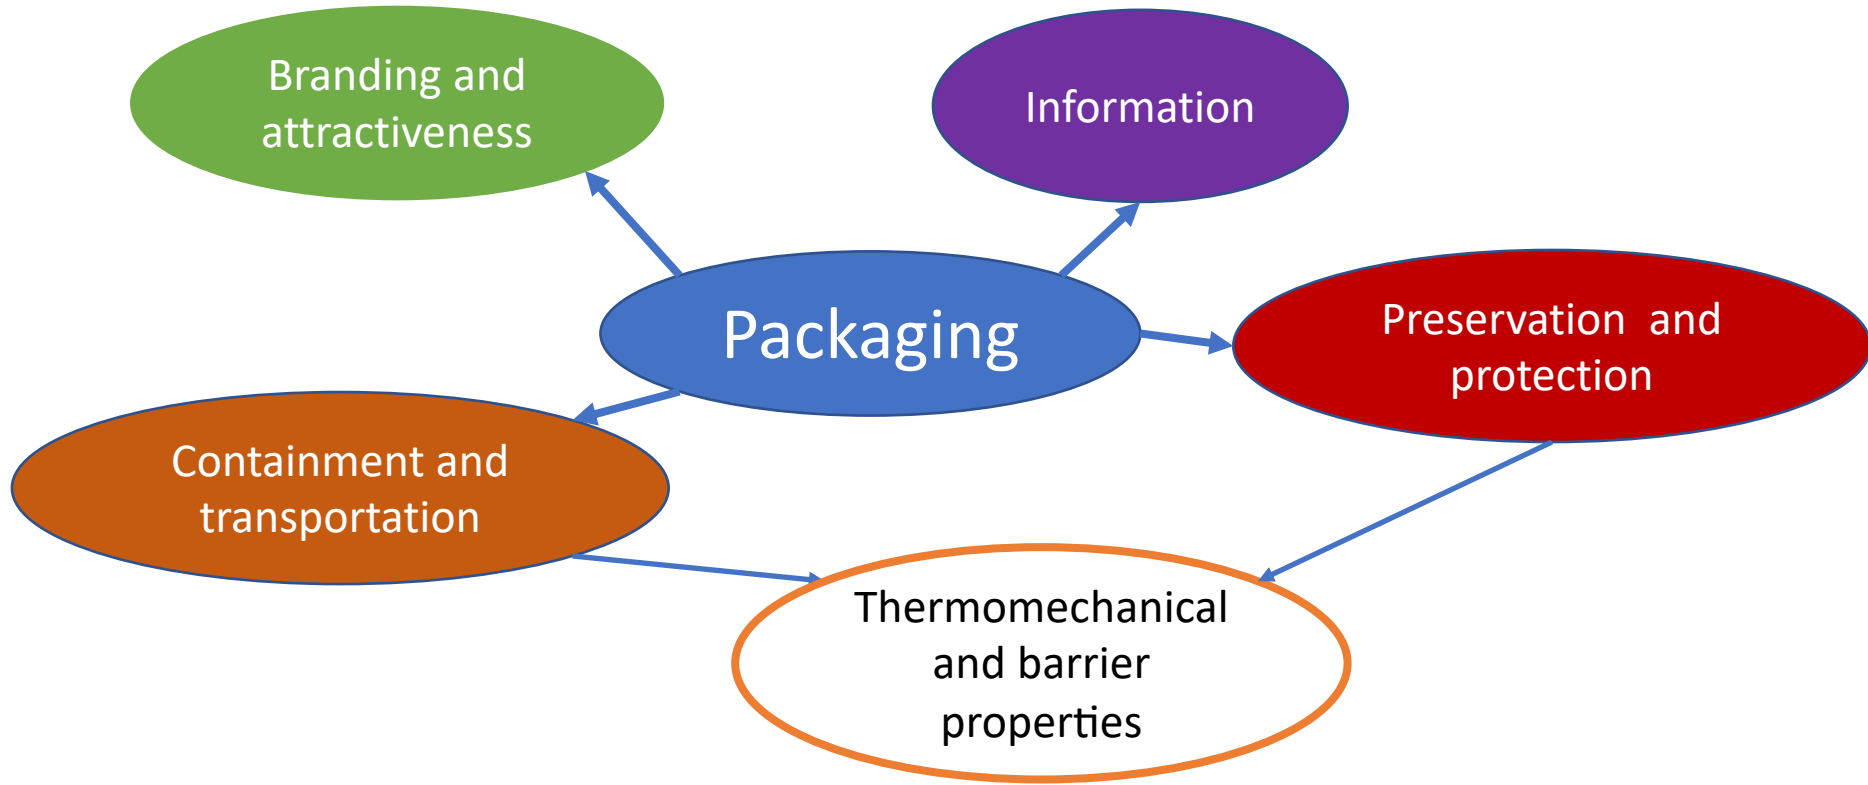 Branding and
attractiveness
Information
Packaging
Preservation  and
protection
Containment and
transportation
Thermomechanical
and barrier
properties